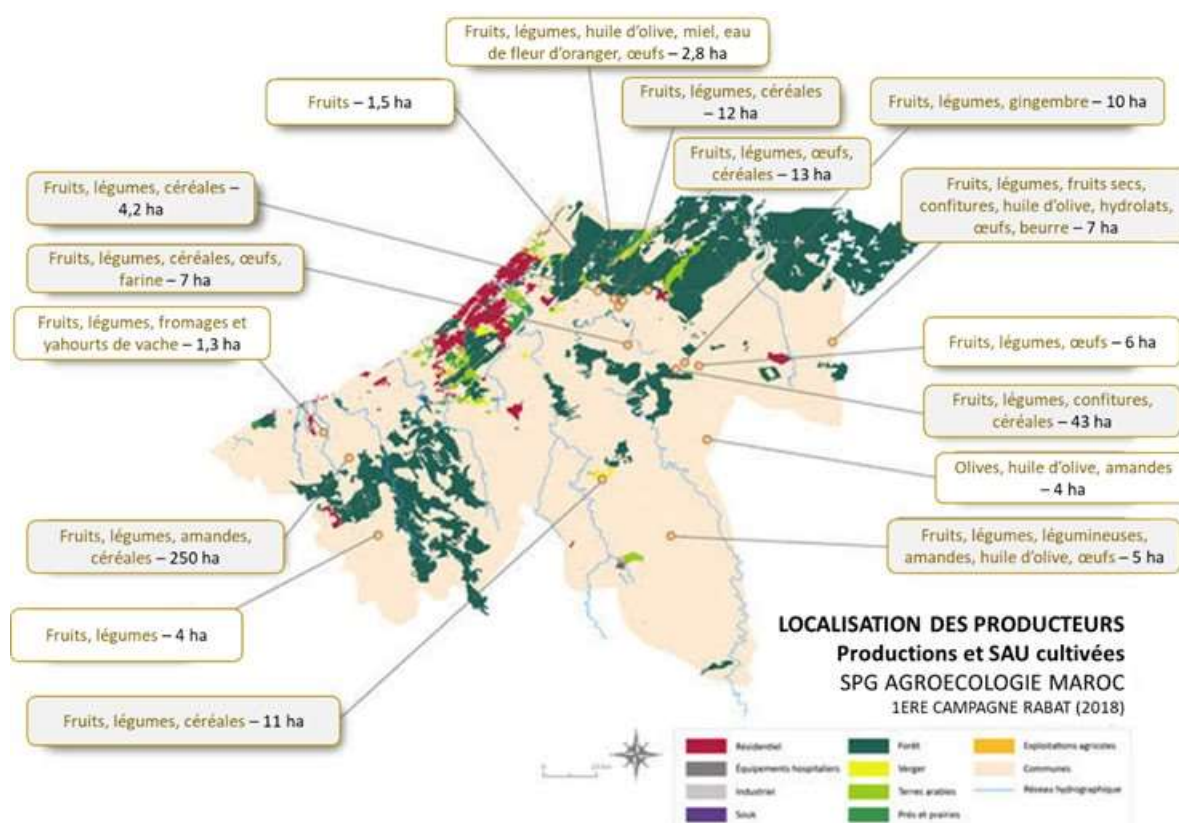 Fruits, légumes, huile d'olive, miel, eau
de fleur d'oranger, œufs – 2,8 ha
Fruits – 1,5 ha
Fruits, légumes, céréales
– 12 ha
Fruits, légumes, gingembre – 10 ha
Fruits, légumes, œufs,
céréales – 13 ha
Fruits, légumes, céréales –
4,2 ha
Fruits, légumes, fruits secs,
confitures, huile d'olive, hydrolats,
œufs, beurre – 7 ha
Fruits, légumes, céréales, œufs,
farine – 7 ha
Fruits, légumes, fromages et
yahourts de vache – 1,3 ha
Fruits, légumes, œufs – 6 ha
Fruits, légumes, confitures,
céréales – 43 ha
Olives, huile d'olive, amandes
– 4 ha
Fruits, légumes, amandes,
céréales – 250 ha
Fruits, légumes, légumineuses,
amandes, huile d'olive, œufs – 5 ha
Fruits, légumes – 4 ha
Fruits, légumes, céréales – 11 ha
LOCALISATION DES PRODUCTEURS
Productions et SAU cultivées
SPG AGROECOLOGIE MAROC
1ERE CAMPAGNE RABAT (2018)
Résidentiel
Équipements hospitaliers
Industriel
Souk
Forêt
Verger
Terres arables
Prés et prairies
Exploitations agricoles
Communes
Réseau hydrographique